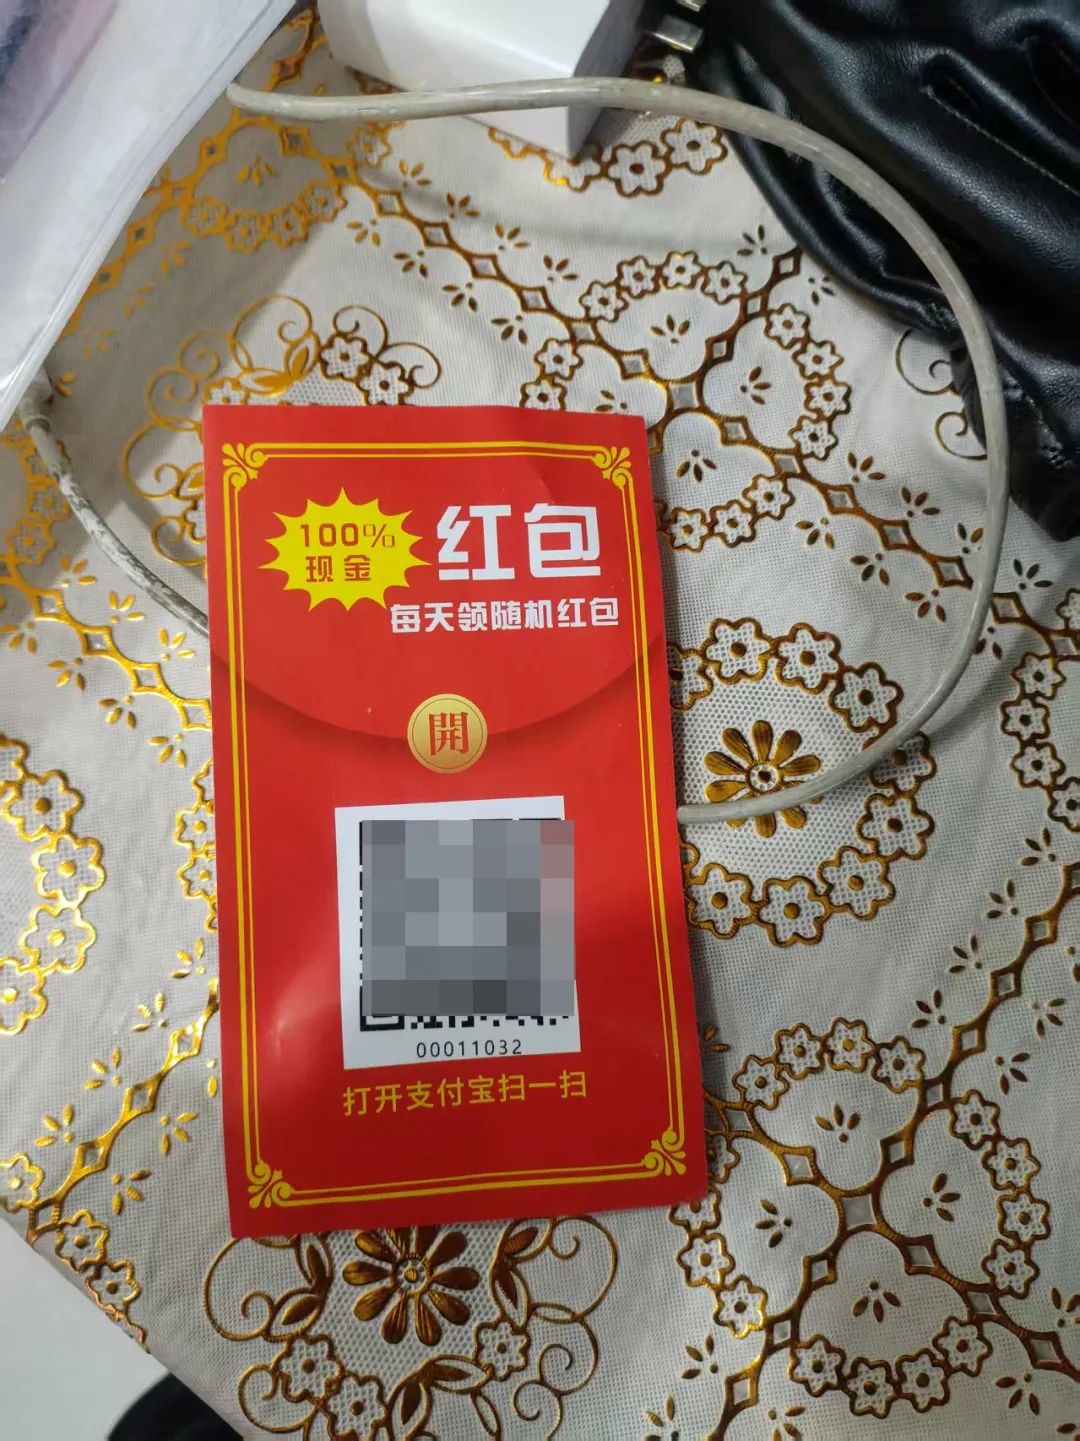 100%
现金
红包
每天领随机红包
開
00011032
打开支付宝扫一扫